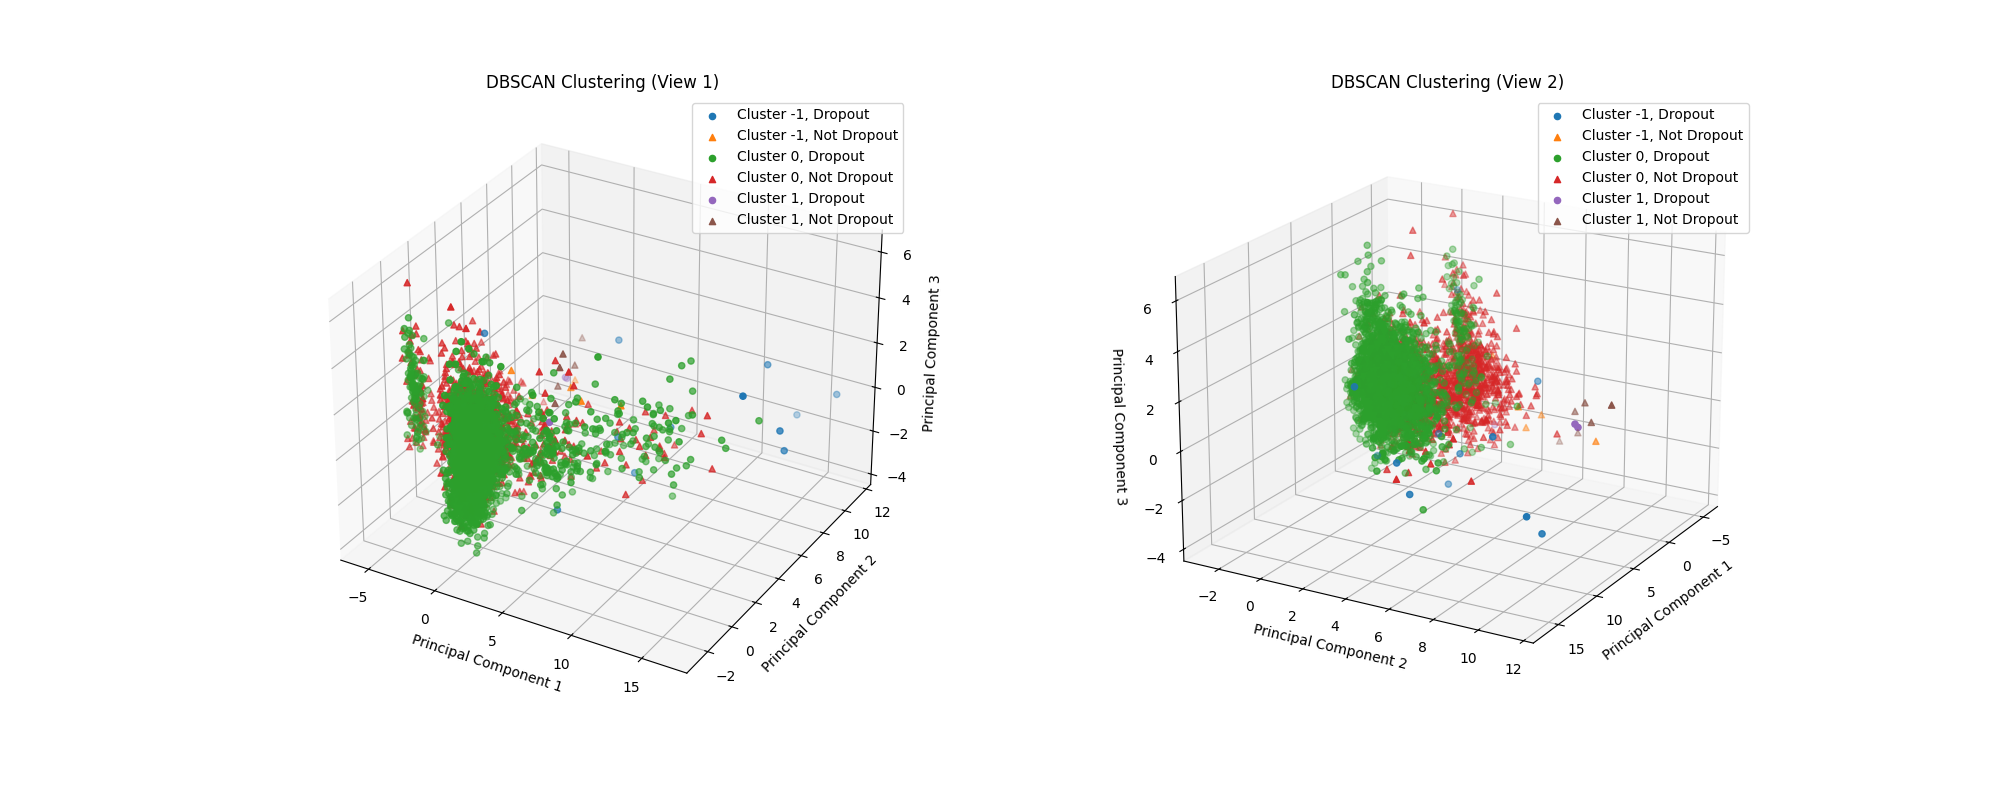 DBSCAN Clustering (View 1)
Cluster -1, Dropout
Cluster -1, Not Dropout
Cluster 0, Dropout
Cluster 0, Not Dropout
Cluster 1, Dropout
Cluster 1, Not Dropout
6
4
2
0
−2
−4
Principal Component 3
12
10
8
6
4
2
0
−2
Principal Component 2
−5
0
5
10
15
Principal Component 1
DBSCAN Clustering (View 2)
Cluster -1, Dropout
Cluster -1, Not Dropout
Cluster 0, Dropout
Cluster 0, Not Dropout
Cluster 1, Dropout
Cluster 1, Not Dropout
6
4
2
0
−2
−4
Principal Component 3
−2
0
2
4
6
8
10
12
Principal Component 2
−5
0
5
10
15
Principal Component 1